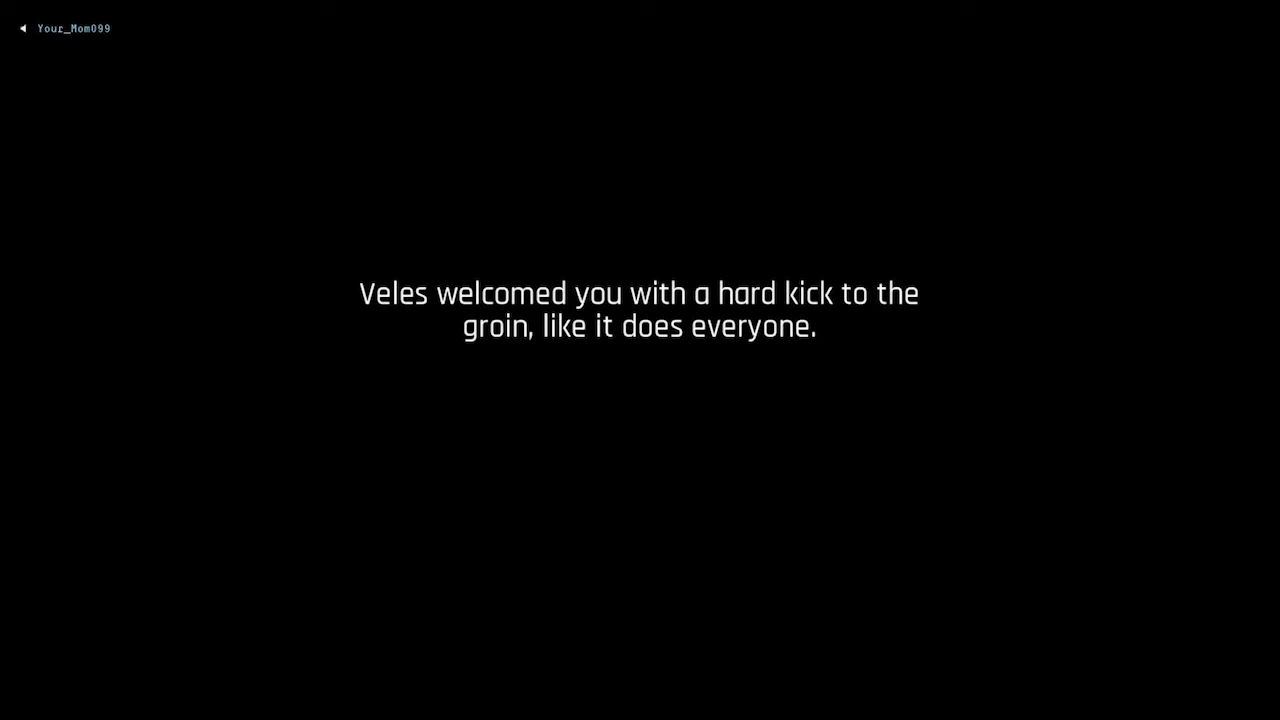 Your_Mom099
Veles welcomed you with a hard kick to the
groin, like it does everyone.